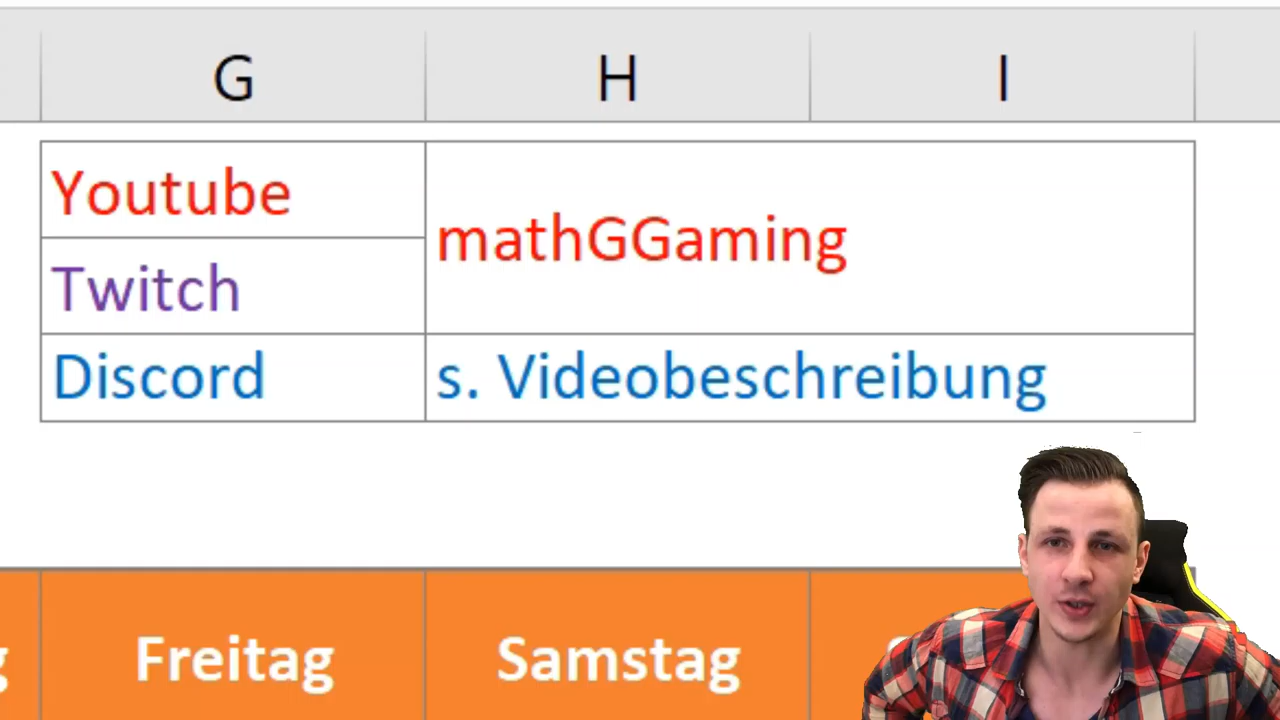 G H I
Youtube
mathGGaming
Twitch
Discord s. Videobeschreibung
Freitag Samstag